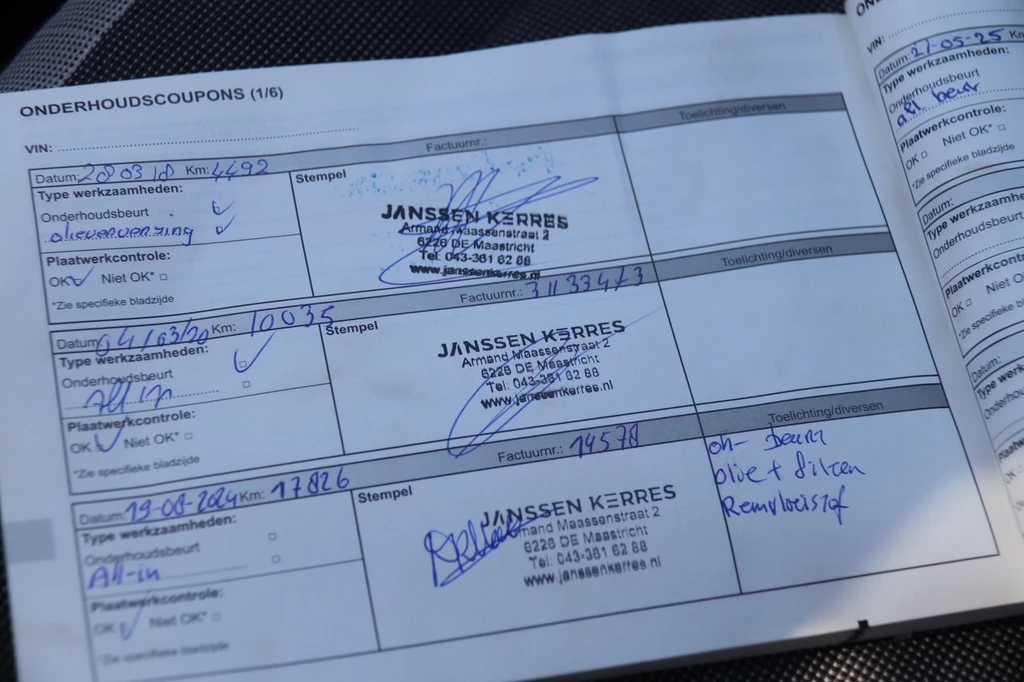 ONDERHOUDSCOUPONS (1/6)
VIN:
Datum: 28 03 18 Km: 4492 Factuurnr.: Toelichting/diversen
Type werkzaamheden:
Onderhoudsbeurt
olieverversing
Plaatwerkcontrole:
OK Niet OK*
*Zie specifieke bladzijde
Stempel
JANSSEN KERRES
Armand Maassenstraat 2
6226 DE Maastricht
Tel: 043-361 62 88
www.janssenkerres.nl
Datum: 04/03/20 Km: 10035 Factuurnr.: Toelichting/diversen
Type werkzaamheden:
Onderhoudsbeurt
All in
Plaatwerkcontrole:
OK Niet OK*
*Zie specifieke bladzijde
Stempel
JANSSEN KERRES
Armand Maassenstraat 2
6226 DE Maastricht
Tel: 043-361 62 88
www.janssenkerres.nl
Datum: 19-08-2024 Km: 17826 Factuurnr.: 14578 Toelichting/diversen
Type werkzaamheden:
Onderhoudsbeurt
All-in
Plaatwerkcontrole:
OK Niet OK*
*Zie specifieke bladzijde
Stempel
JANSSEN KERRES
Armand Maassenstraat 2
6226 DE Maastricht
Tel: 043-361 62 88
www.janssenkerres.nl
on- beurt
olie + filter
Remvloeistof
VIN:
Datum: 27-05-25 Km
Type werkzaamheden:
Onderhoudsbeurt
beur
Plaatwerkcontrole:
OK Niet OK*
*Zie specifieke bladzijde
Datum:
Type werkzaamheden:
Onderhoudsbeurt
OK Niet
*Zie specifieke
Datum:
Type